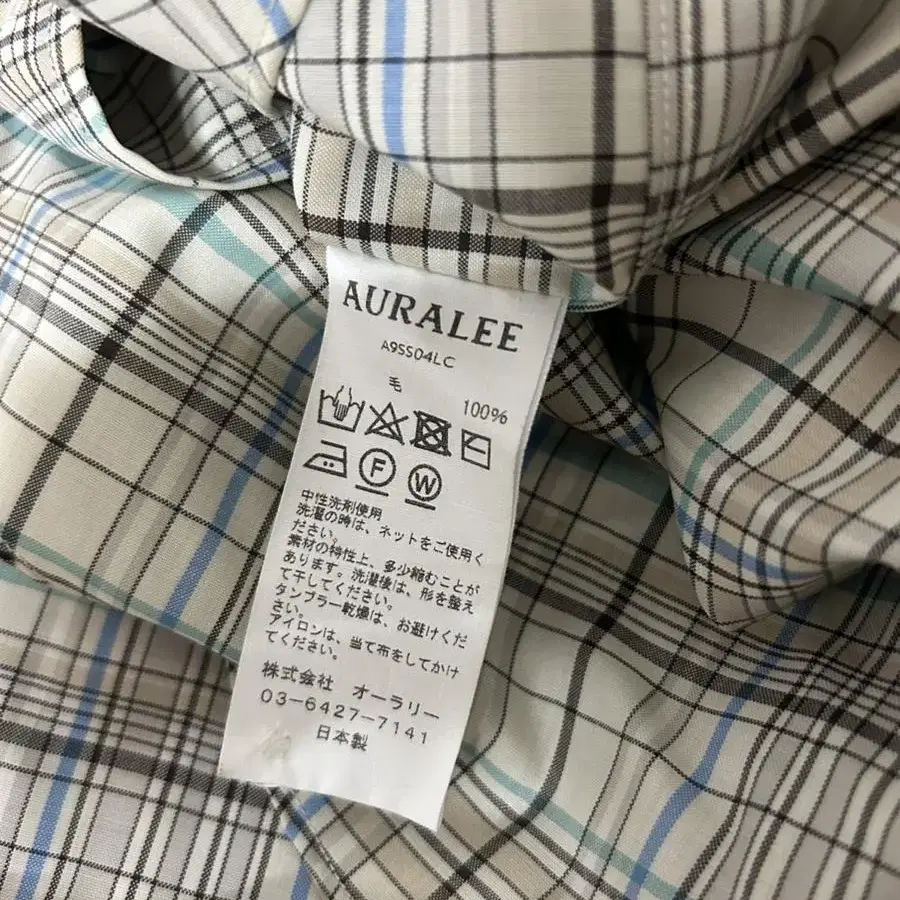 AURALEE
A9SS04LC
毛 100%
F W
中性洗剤使用
洗濯の時は、ネットをご使用く
ださい。
素材の特性上、多少縮むことが
あります。洗濯後は、形を整え
て干してください。
タンブラー乾燥は、お避けくだ
さい。
アイロンは、当て布をしてかけ
てください。
株式会社 オーラリー
03-6427-7141
日本製